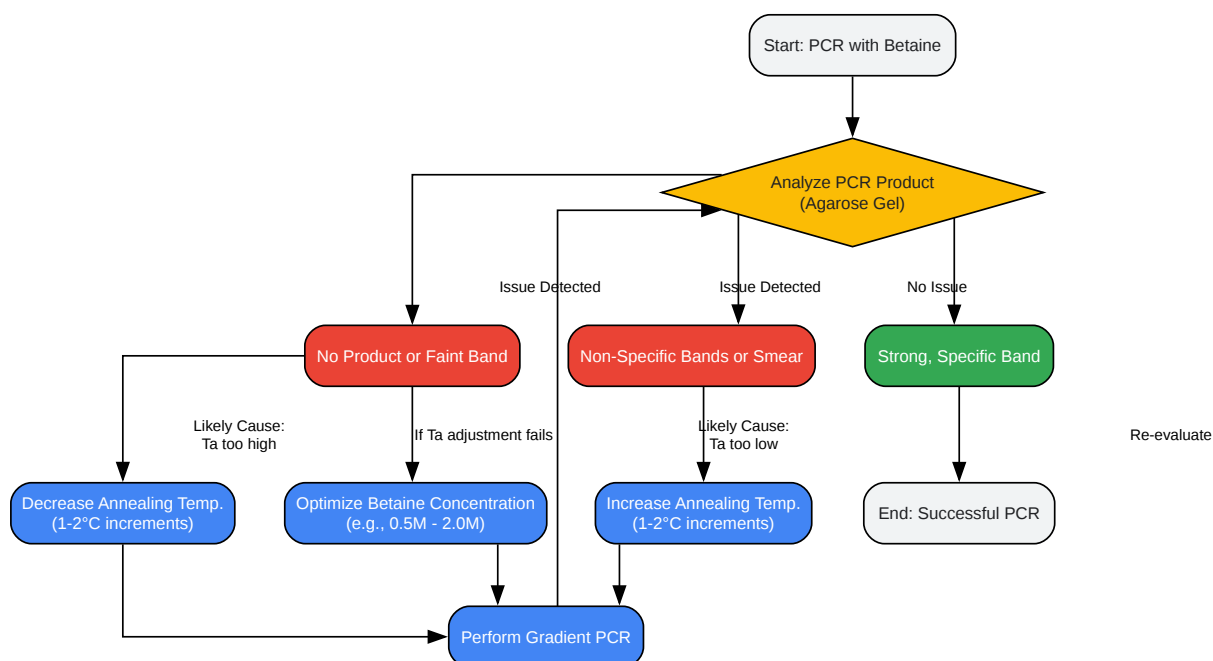 Start: PCR with Betaine
Analyze PCR Product
(Agarose Gel)
Issue Detected
Issue Detected
No Issue
No Product or Faint Band
Non-Specific Bands or Smear
Strong, Specific Band
Likely Cause:
Ta too high
If Ta adjustment fails
Likely Cause:
Ta too low
Re-evaluate
Decrease Annealing Temp.
(1-2°C increments)
Optimize Betaine Concentration
(e.g., 0.5M - 2.0M)
Increase Annealing Temp.
(1-2°C increments)
End: Successful PCR
Perform Gradient PCR